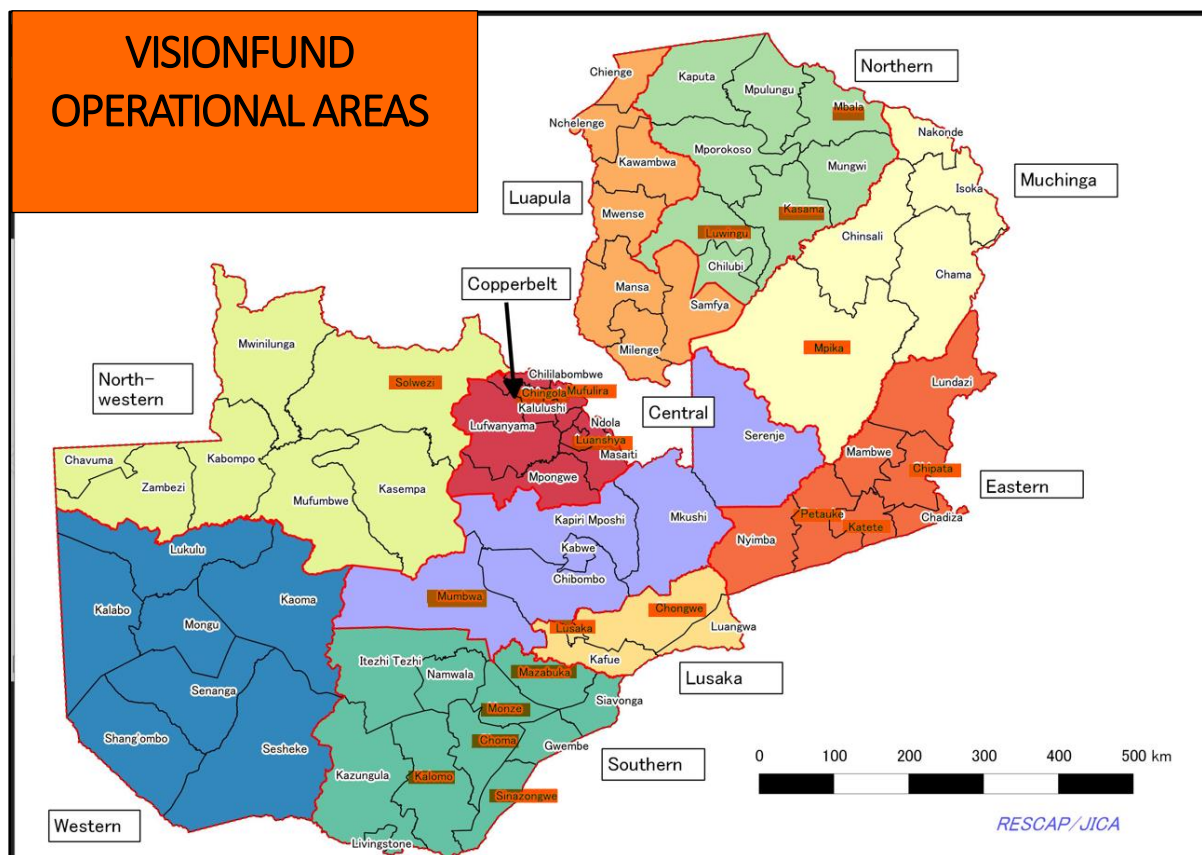 VISIONFUND
OPERATIONAL AREAS
Northern
Chienge
Kaputa
Mpulungu
Mbala
Nchelenge
Nakonde
Kawambwa
Mporokoso
Mungwi
Muchinga
Luapula
Isoka
Mwense
Kasama
Luwingu
Chinsali
Chilubi
Chama
Copperbelt
Mansa
Samfya
Mwinilunga
Milenge
Mpika
North-
western
Solwezi
Chililabombwe
Chingola
Mufulira
Kalulushi
Central
Lundazi
Lufwanyama
Ndola
Serenje
Luanshya
Masaiti
Mambwe
Chavuma
Kabompo
Chipata
Zambezi
Kasempa
Mpongwe
Eastern
Mufumbwe
Kapiri Mposhi
Mkushi
Petauke
Katete
Chadiza
Nyimba
Lukulu
Kabwe
Chibombo
Kaoma
Mumbwa
Kalabo
Chongwe
Mongu
Lusaka
Luangwa
Kafue
Itezhi Tezhi
Namwala
Mazabuka
Lusaka
Senanga
Siavonga
Monze
Shang'ombo
Sesheke
Choma
Gwembe
Kazungula
Kalomo
Southern
Sinazongwe
Western
Livingstone
0 100 200 300 400 500 km
RESCAP/JICA